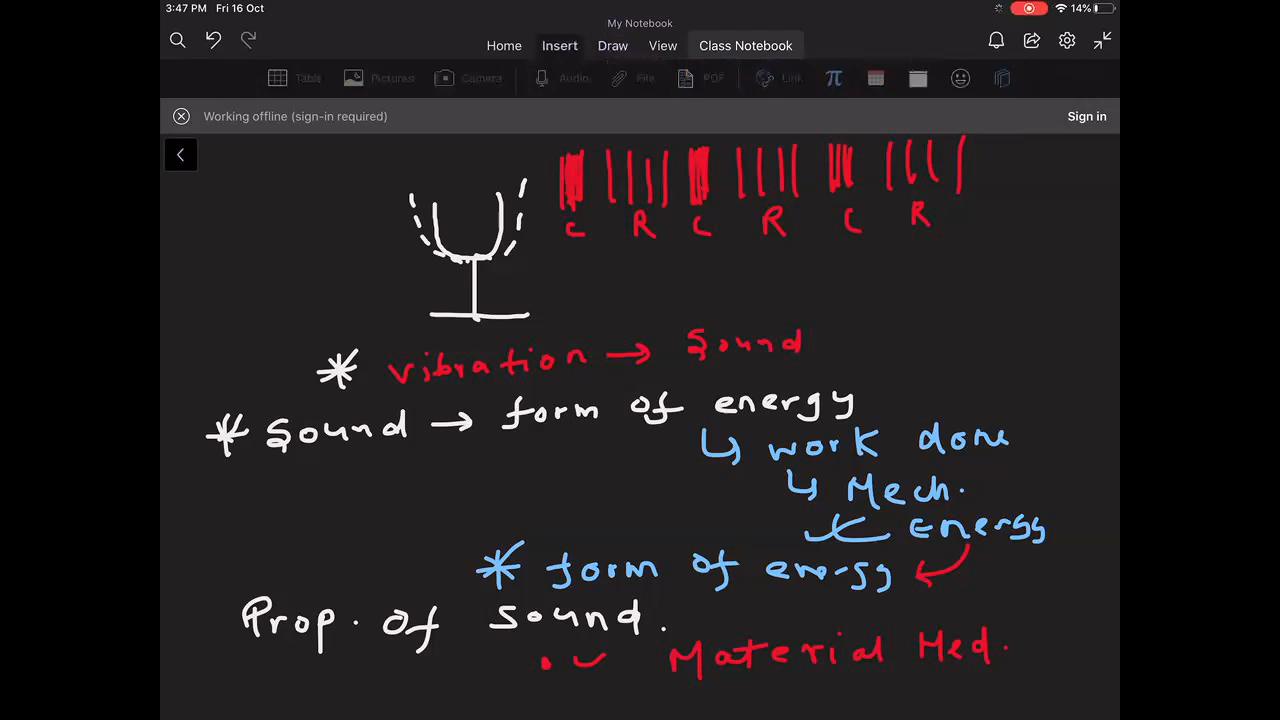 3:47 PM Fri 16 Oct 14%
My Notebook
Home Insert Draw View Class Notebook
Table Pictures Camera Audio File PDF Link π
Working offline (sign-in required) Sign in
C R C R C R
* Vibration → Sound
* Sound → form of energy
↳ work done
↳ Mech.
energy
* form of energy
Prop. of sound.
Material Med.